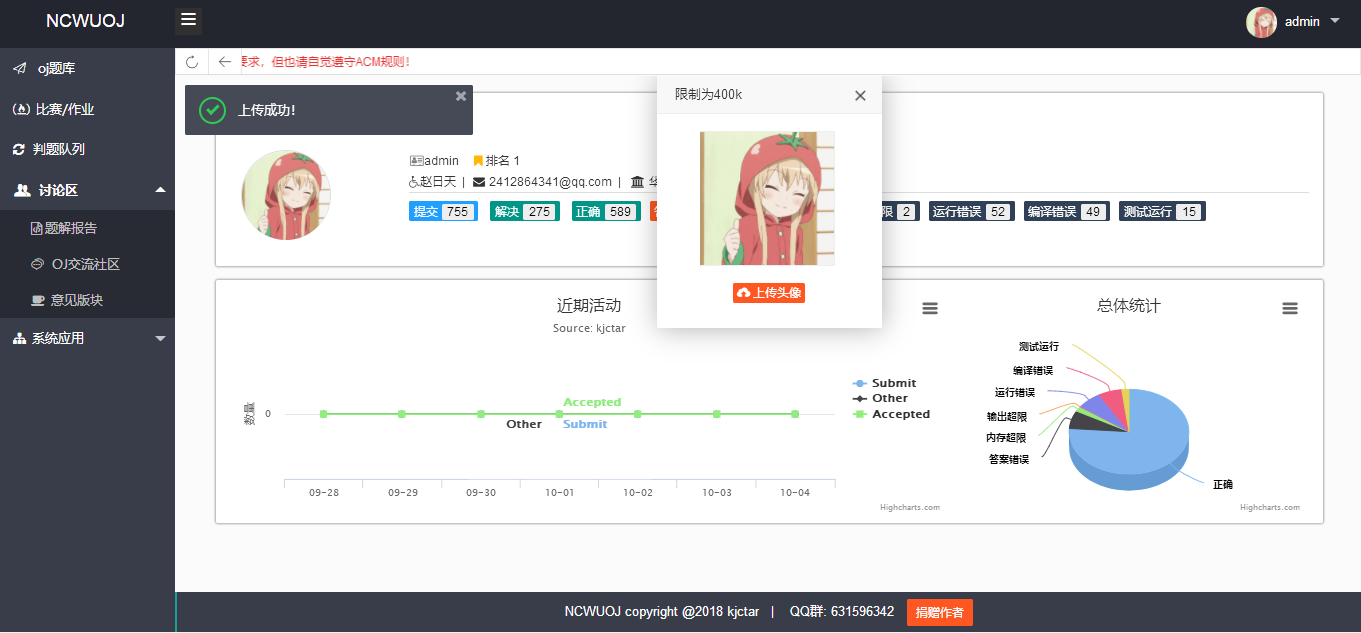 NCWUOJ
admin
oj题库
比赛/作业
判题队列
讨论区
题解报告
OJ交流社区
意见版块
系统应用
要求，但也请自觉遵守ACM规则！
上传成功！
限制为400k
上传头像
admin 排名 1
赵日天 | 2412864341@qq.com |
提交 755 解决 275 正确 589
限 2 运行错误 52 编译错误 49 测试运行 15
近期活动
Source: kjctar
数量
0
Accepted
Other Submit
09-28 09-29 09-30 10-01 10-02 10-03 10-04
Submit
Other
Accepted
Highcharts.com
总体统计
测试运行
编译错误
运行错误
输出超限
内存超限
答案错误
正确
Highcharts.com
NCWUOJ copyright @2018 kjctar | QQ群: 631596342 捐赠作者